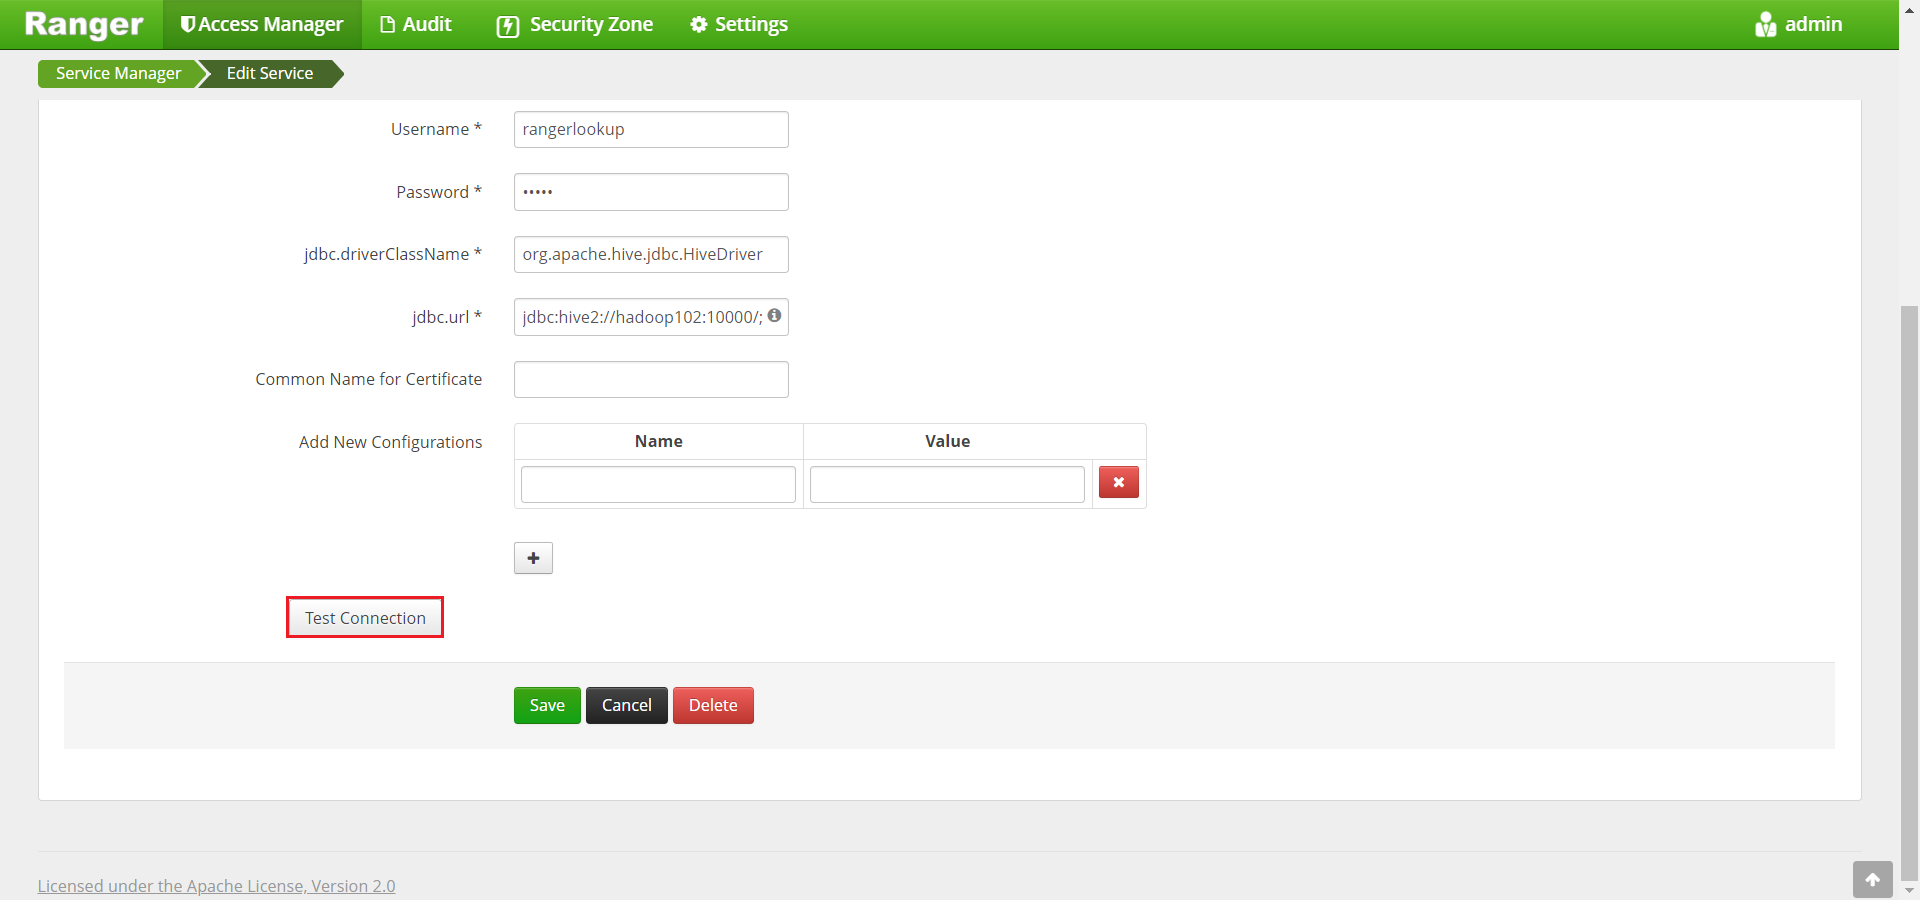 Ranger Access Manager Audit Security Zone Settings admin
Service Manager Edit Service
Username * rangerlookup
Password * •••••
jdbc.driverClassName * org.apache.hive.jdbc.HiveDriver
jdbc.url * jdbc:hive2://hadoop102:10000/;
Common Name for Certificate
Add New Configurations Name Value
Test Connection
Save Cancel Delete
Licensed under the Apache License, Version 2.0